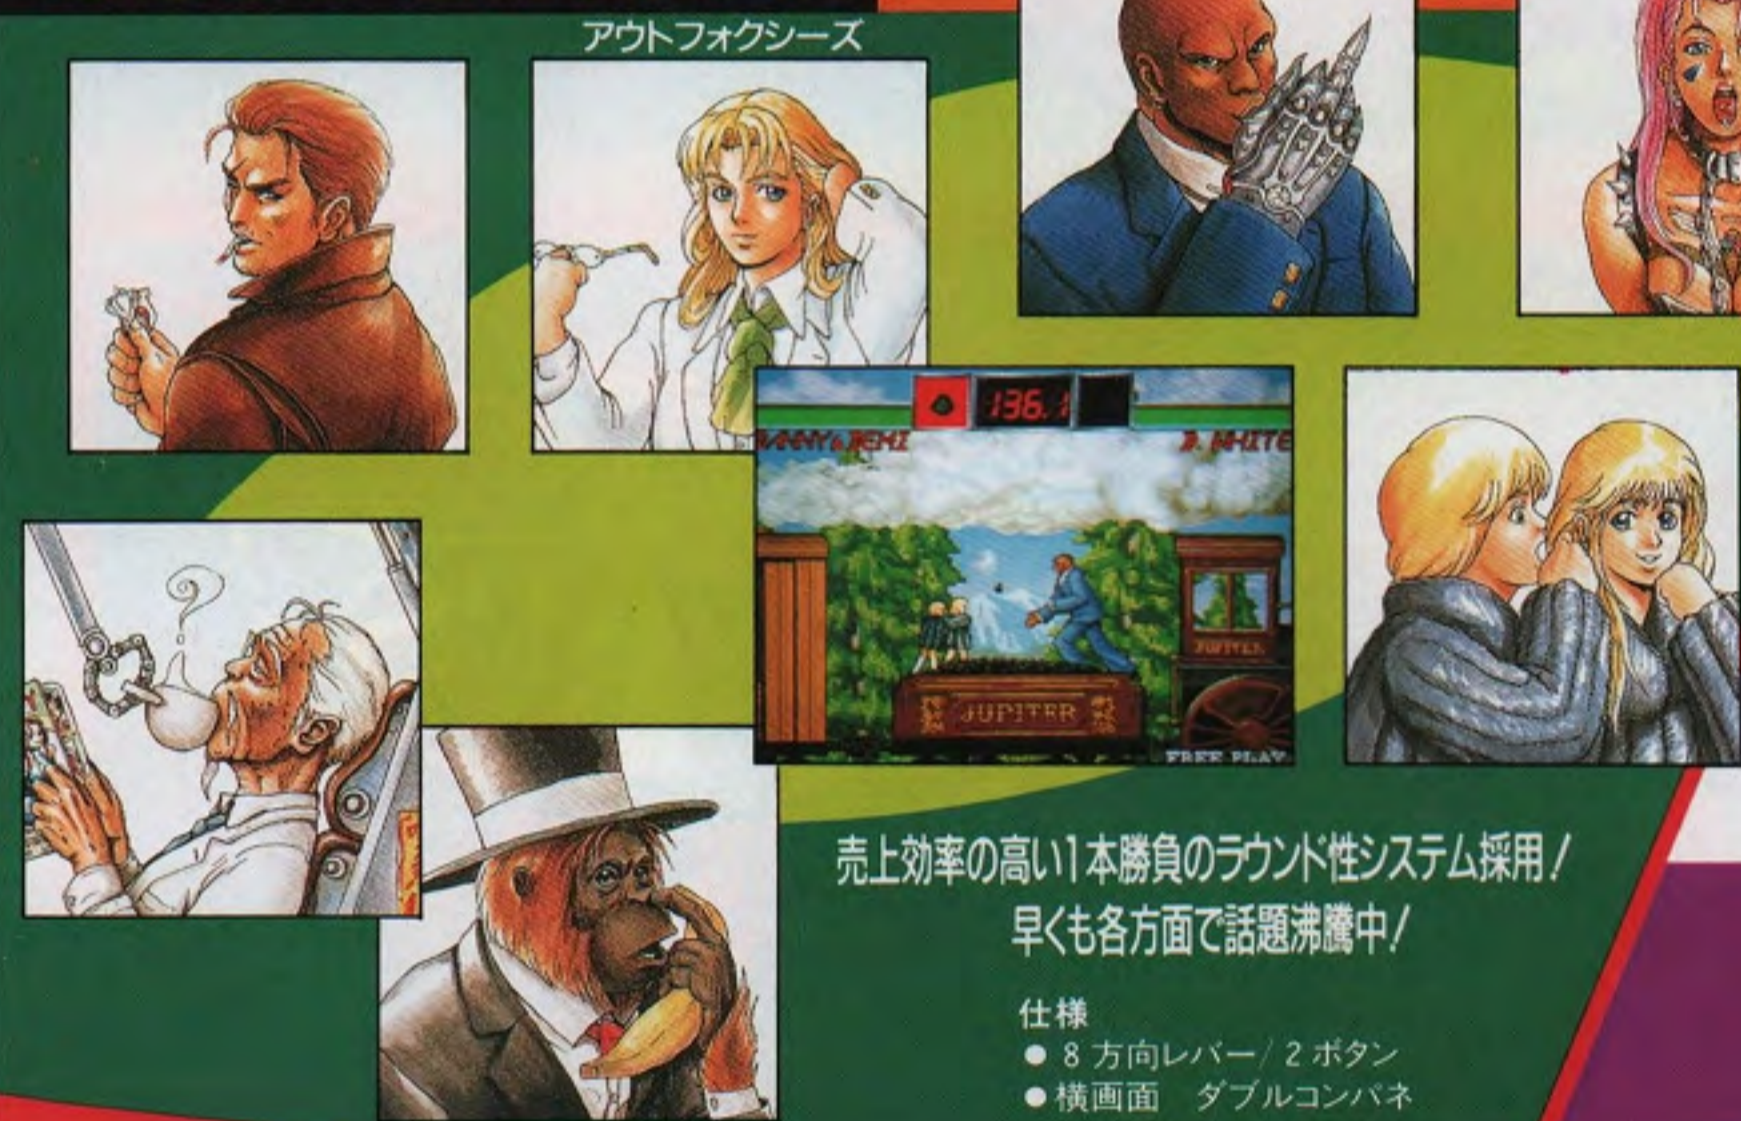 アウトフォクシーズ
136.1
D. WHITE
JUPITER
JUPITER
FREE PLAY
売上効率の高い1本勝負のラウンド性システム採用!
早くも各方面で話題沸騰中!
仕様
● 8 方向レバー / 2 ボタン
● 横画面 ダブルコンパネ